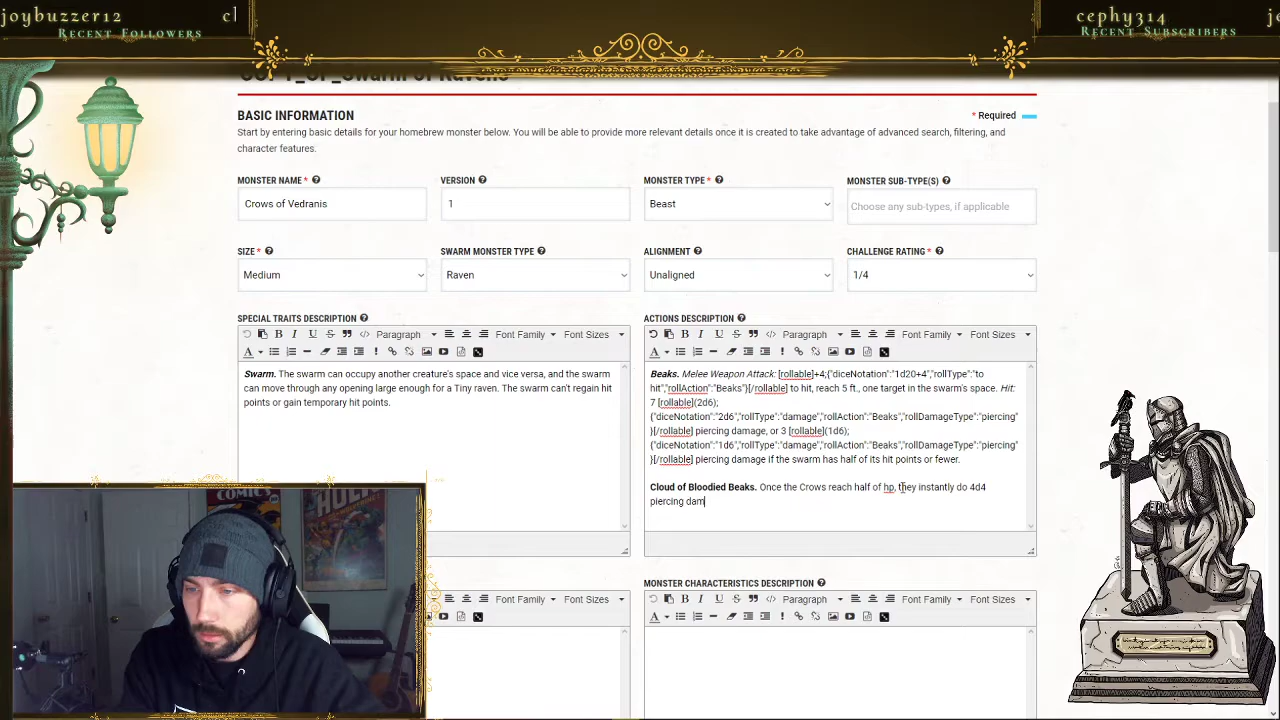 joybuzzer12
RECENT FOLLOWERS
cephy314
RECENT SUBSCRIBERS
BASIC INFORMATION
* Required
Start by entering basic details for your homebrew monster below. You will be able to provide more relevant details once it is created to take advantage of advanced search, filtering, and
character features.
MONSTER NAME * VERSION MONSTER TYPE * MONSTER SUB-TYPE(S)
Crows of Vedranis 1 Beast Choose any sub-types, if applicable
SIZE * SWARM MONSTER TYPE ALIGNMENT CHALLENGE RATING *
Medium Raven Unaligned 1/4
SPECIAL TRAITS DESCRIPTION
Paragraph Font Family Font Sizes
Swarm. The swarm can occupy another creature's space and vice versa, and the swarm
can move through any opening large enough for a Tiny raven. The swarm can't regain hit
points or gain temporary hit points.
ACTIONS DESCRIPTION
Paragraph Font Family Font Sizes
Beaks. Melee Weapon Attack: [rollable]+4;{"diceNotation":"1d20+4","rollType":"to
hit","rollAction":"Beaks"}[/rollable] to hit, reach 5 ft., one target in the swarm's space. Hit:
7 [rollable](2d6);
{"diceNotation":"2d6","rollType":"damage","rollAction":"Beaks","rollDamageType":"piercing"
}[/rollable] piercing damage, or 3 [rollable](1d6);
{"diceNotation":"1d6","rollType":"damage","rollAction":"Beaks","rollDamageType":"piercing"
}[/rollable] piercing damage if the swarm has half of its hit points or fewer.
Cloud of Bloodied Beaks. Once the Crows reach half of hp, they instantly do 4d4
piercing dam
Font Family Font Sizes
MONSTER CHARACTERISTICS DESCRIPTION
Paragraph Font Family Font Sizes
COMICS
HULK